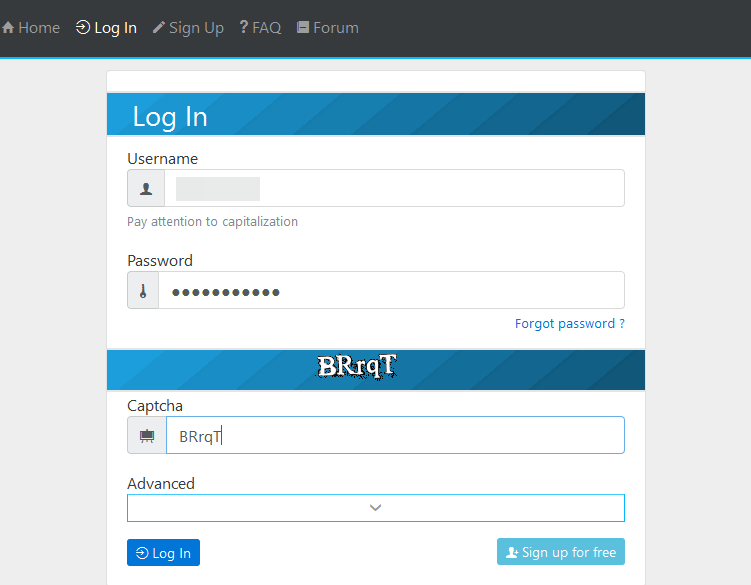 Home Log In Sign Up ? FAQ Forum
Log In
Username
Pay attention to capitalization
Password
Forgot password ?
BRrqT
Captcha
BRrqT
Advanced
Log In Sign up for free